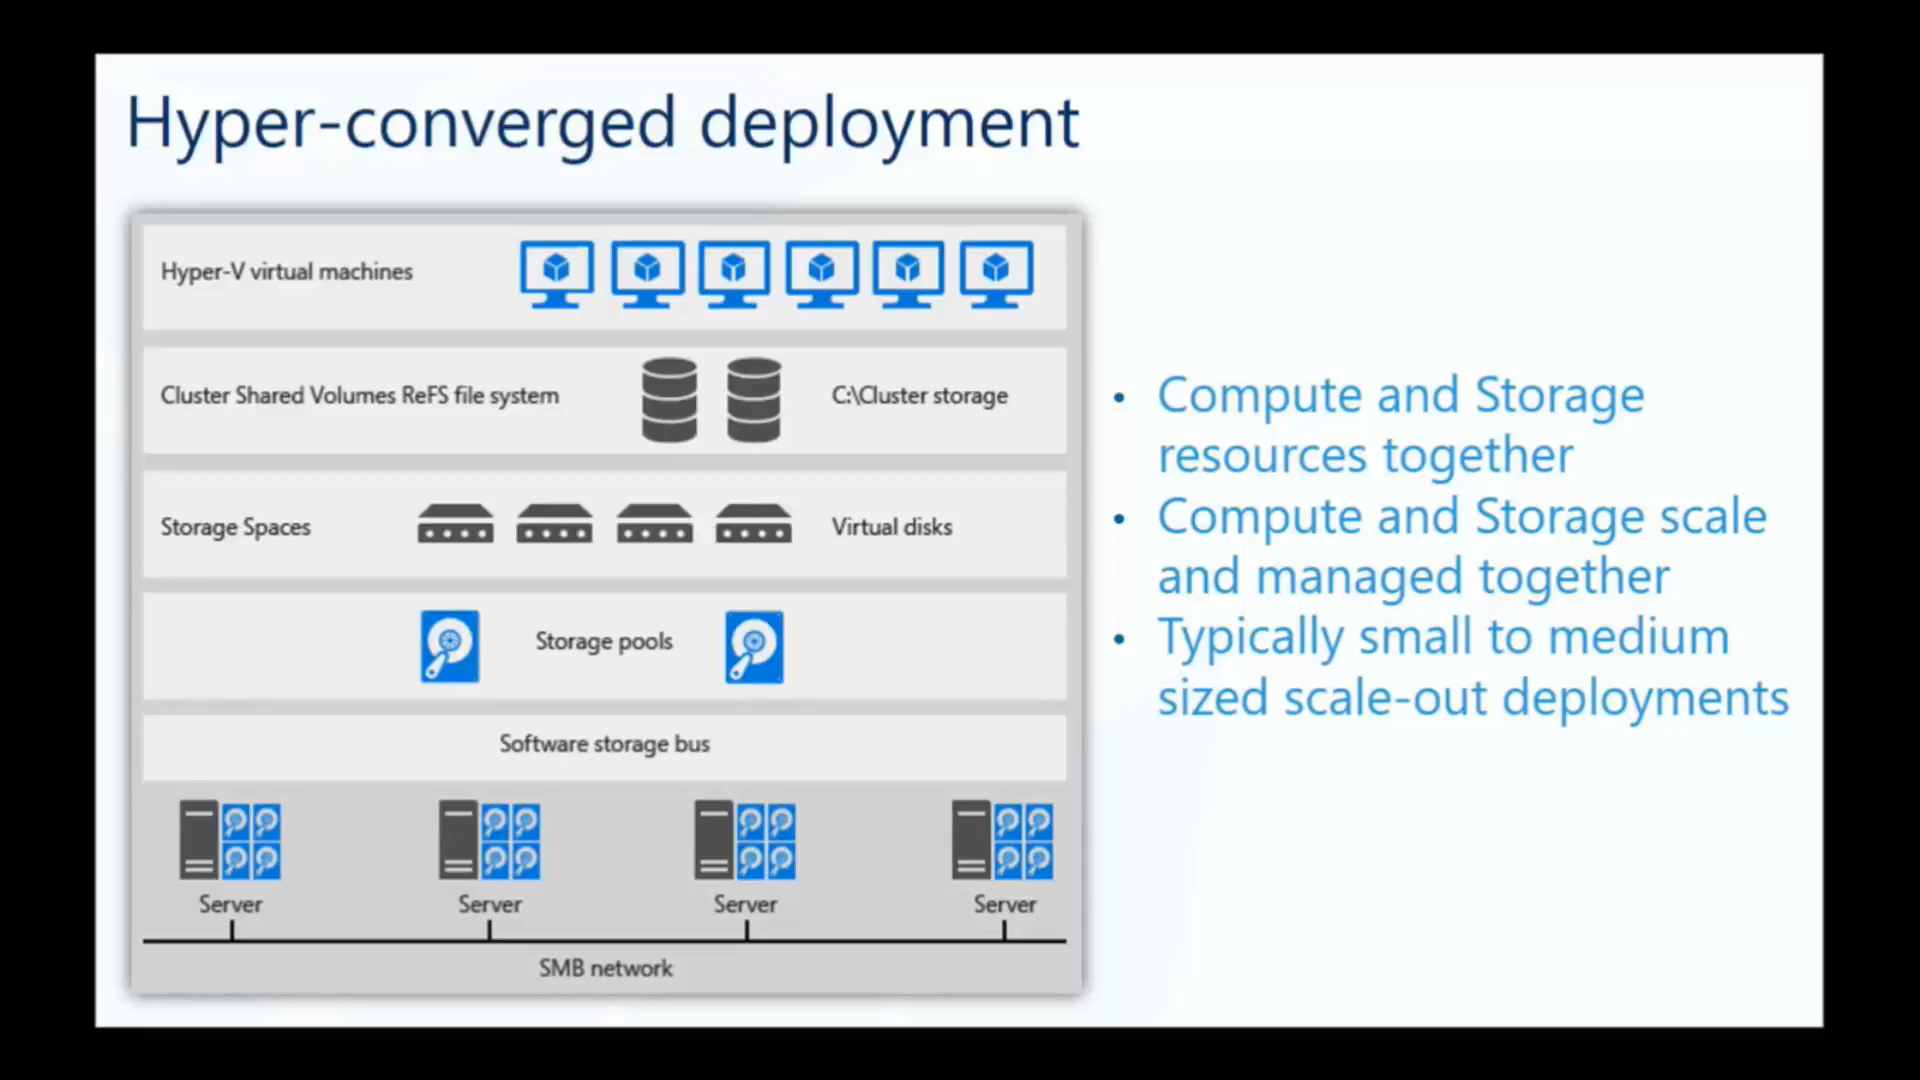 Hyper-converged deployment
Hyper-V virtual machines
Cluster Shared Volumes ReFS file system
C:\Cluster storage
Storage Spaces
Virtual disks
Storage pools
Software storage bus
Server
Server
Server
Server
SMB network
• Compute and Storage
resources together
• Compute and Storage scale
and managed together
• Typically small to medium
sized scale-out deployments